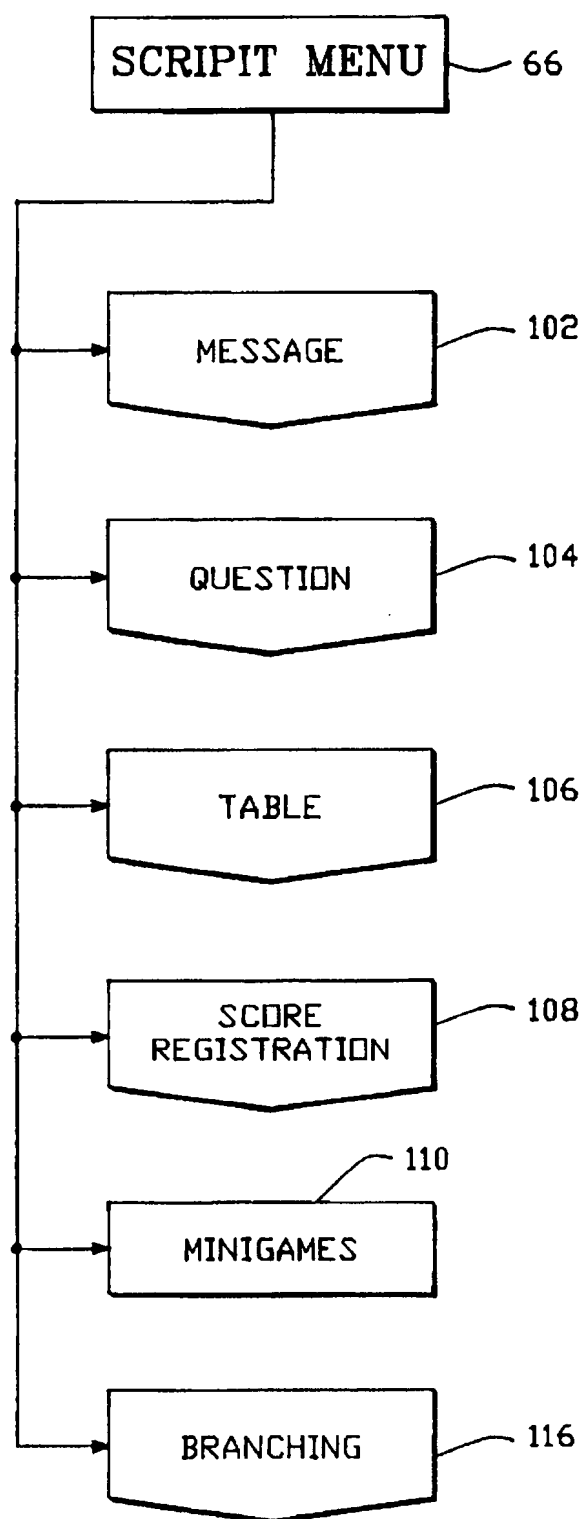 SCRIPIT MENU
66
MESSAGE
102
QUESTION
104
TABLE
106
SCORE
REGISTRATION
108
110
MINIGAMES
BRANCHING
116